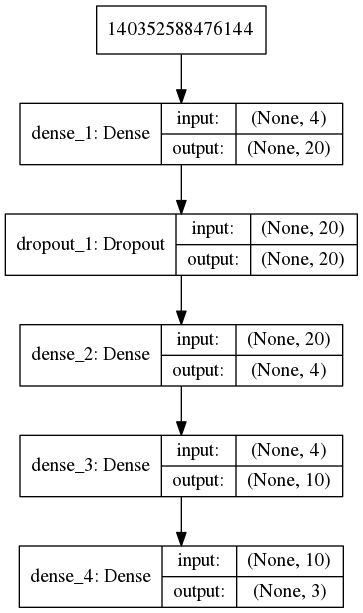 140352588476144
dense_1: Dense
input: (None, 4)
output: (None, 20)
dropout_1: Dropout
input: (None, 20)
output: (None, 20)
dense_2: Dense
input: (None, 20)
output: (None, 4)
dense_3: Dense
input: (None, 4)
output: (None, 10)
dense_4: Dense
input: (None, 10)
output: (None, 3)